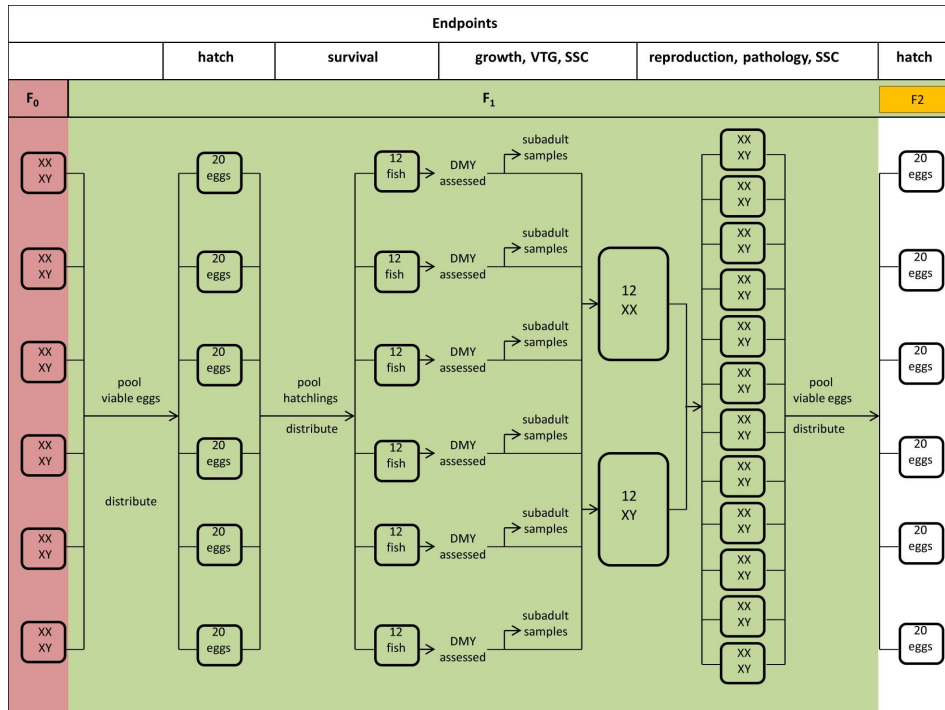 Endpoints
hatch survival growth, VTG, SSC reproduction, pathology, SSC hatch
F₀ F₁ F2
XX
XY
XX
XY
XX
XY
XX
XY
XX
XY
XX
XY
pool
viable eggs
distribute
20
eggs
20
eggs
20
eggs
20
eggs
20
eggs
20
eggs
pool
hatchlings
distribute
12
fish
12
fish
12
fish
12
fish
12
fish
12
fish
DMY
assessed
DMY
assessed
DMY
assessed
DMY
assessed
DMY
assessed
DMY
assessed
subadult
samples
subadult
samples
subadult
samples
subadult
samples
subadult
samples
subadult
samples
12
XX
12
XY
XX
XY
XX
XY
XX
XY
XX
XY
XX
XY
XX
XY
XX
XY
XX
XY
XX
XY
XX
XY
XX
XY
XX
XY
pool
viable eggs
distribute
20
eggs
20
eggs
20
eggs
20
eggs
20
eggs
20
eggs